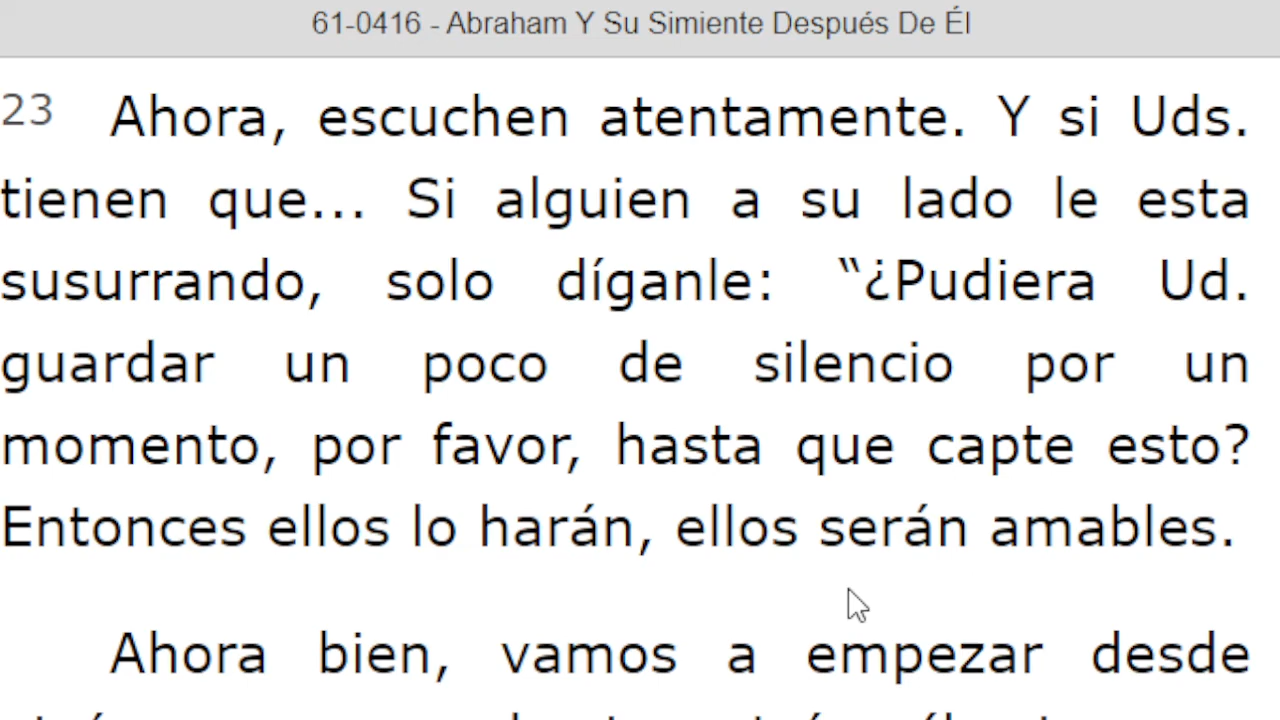 61-0416 - Abraham Y Su Simiente Después De Él
23 Ahora, escuchen atentamente. Y si Uds.
tienen que... Si alguien a su lado le esta
susurrando, solo díganle: “¿Pudiera Ud.
guardar un poco de silencio por un
momento, por favor, hasta que capte esto?
Entonces ellos lo harán, ellos serán amables.
Ahora bien, vamos a empezar desde